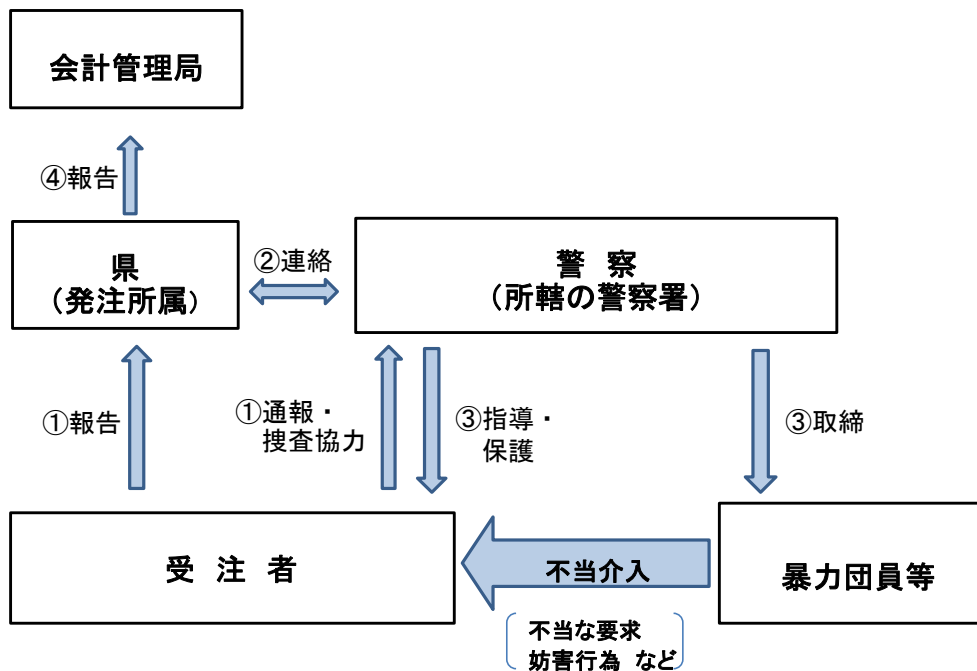 会計管理局
④報告
県
（発注所属）
②連絡
警　察
（所轄の警察署）
①報告
①通報・
捜査協力
③指導・
保護
③取締
受　注　者
不当介入
暴力団員等
不当な要求
妨害行為 など